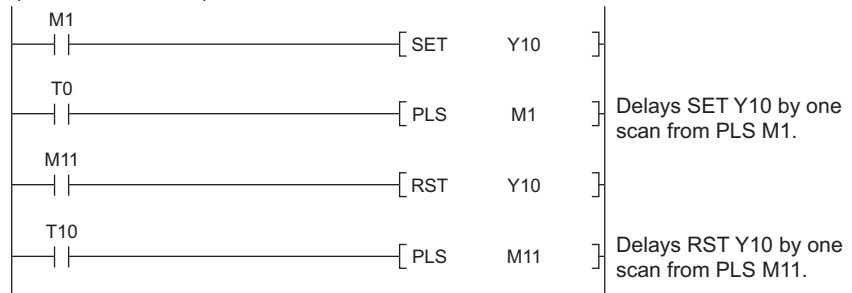 M1
SET Y10
T0
PLS M1
Delays SET Y10 by one
scan from PLS M1.
M11
RST Y10
T10
PLS M11
Delays RST Y10 by one
scan from PLS M11.